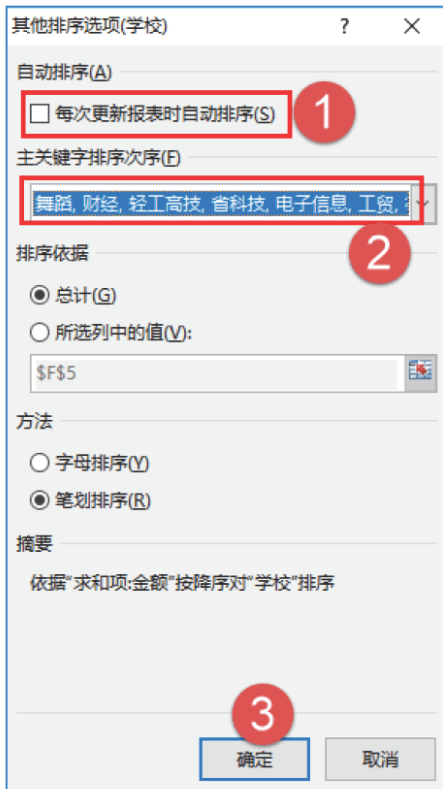 其他排序选项(学校) ? ×
自动排序(A)
每次更新报表时自动排序(S)
1
主关键字排序次序(F)
舞蹈, 财经, 轻工高技, 省科技, 电子信息, 工贸,
2
排序依据
总计(G)
所选列中的值(V):
$F$5
方法
字母排序(Y)
笔划排序(R)
摘要
依据“求和项:金额”按降序对“学校”排序
3
确定 取消